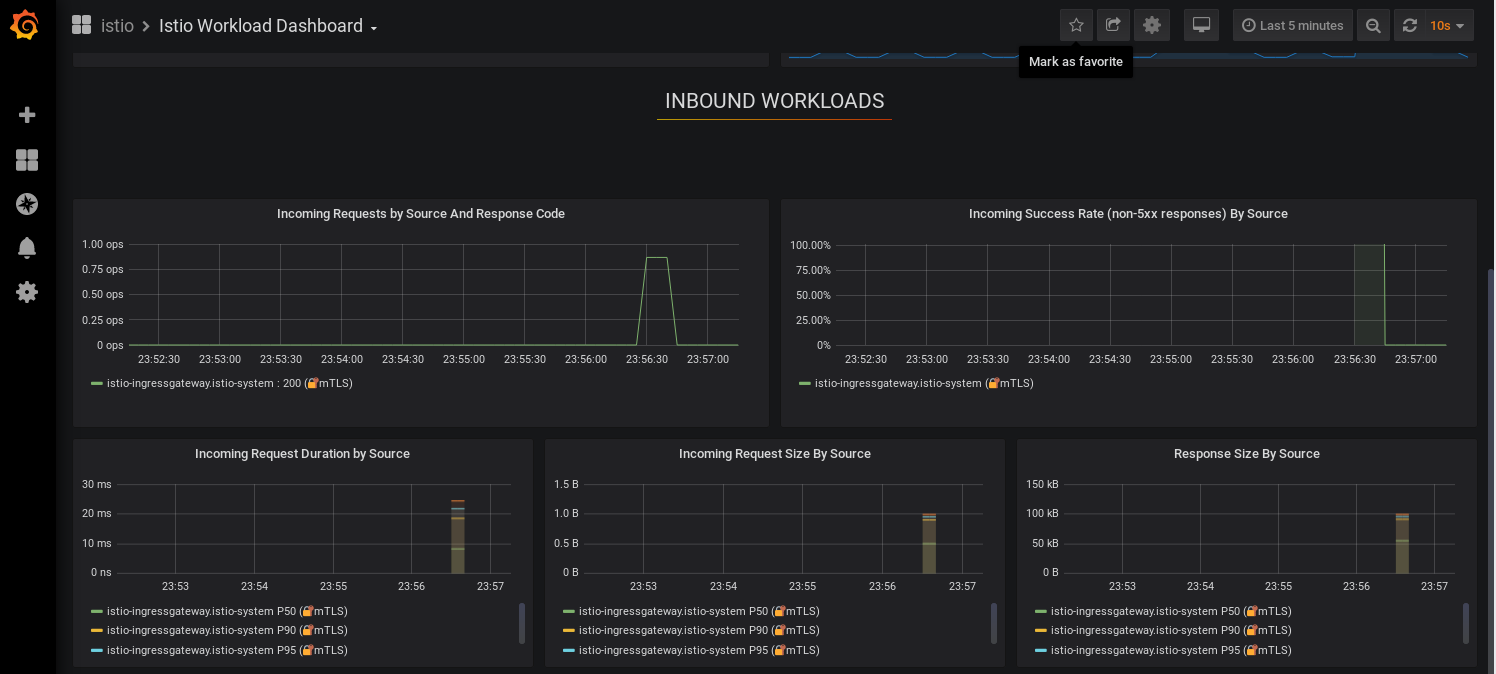 istio > Istio Workload Dashboard
Last 5 minutes
10s
Mark as favorite
INBOUND WORKLOADS
Incoming Requests by Source And Response Code
1.00 ops
0.75 ops
0.50 ops
0.25 ops
0 ops
23:52:30 23:53:00 23:53:30 23:54:00 23:54:30 23:55:00 23:55:30 23:56:00 23:56:30 23:57:00
istio-ingressgateway.istio-system : 200 (🔐mTLS)
Incoming Success Rate (non-5xx responses) By Source
100.00%
75.00%
50.00%
25.00%
0%
23:52:30 23:53:00 23:53:30 23:54:00 23:54:30 23:55:00 23:55:30 23:56:00 23:56:30 23:57:00
istio-ingressgateway.istio-system (🔐mTLS)
Incoming Request Duration by Source
30 ms
20 ms
10 ms
0 ns
23:53 23:54 23:55 23:56 23:57
istio-ingressgateway.istio-system P50 (🔐mTLS)
istio-ingressgateway.istio-system P90 (🔐mTLS)
istio-ingressgateway.istio-system P95 (🔐mTLS)
Incoming Request Size By Source
1.5 B
1.0 B
0.5 B
0 B
23:53 23:54 23:55 23:56 23:57
istio-ingressgateway.istio-system P50 (🔐mTLS)
istio-ingressgateway.istio-system P90 (🔐mTLS)
istio-ingressgateway.istio-system P95 (🔐mTLS)
Response Size By Source
150 kB
100 kB
50 kB
0 B
23:53 23:54 23:55 23:56 23:57
istio-ingressgateway.istio-system P50 (🔐mTLS)
istio-ingressgateway.istio-system P90 (🔐mTLS)
istio-ingressgateway.istio-system P95 (🔐mTLS)